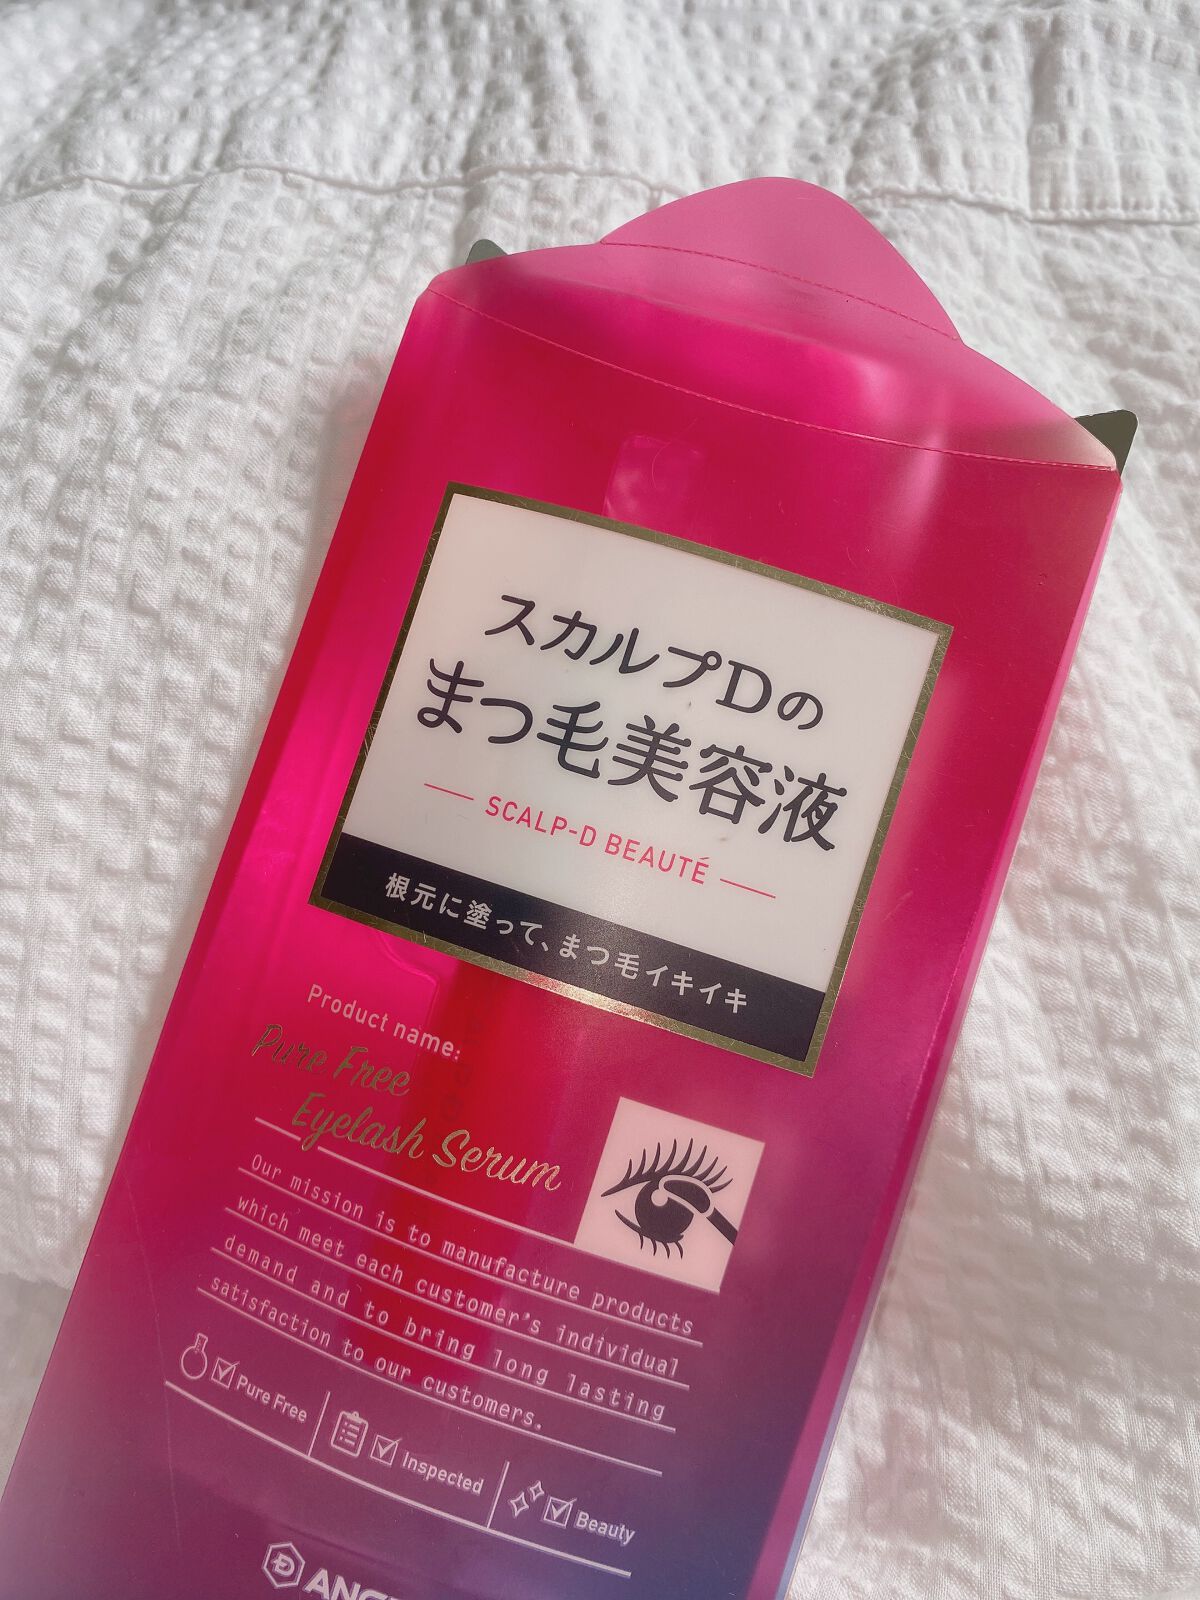 スカルプDの
まつ毛美容液
SCALP-D BEAUTÉ
根元に塗って、まつ毛イキイキ
Product name:
Pure Free
Eyelash Serum
Our mission is to manufacture products
which meet each customer's individual
demand and to bring long lasting
satisfaction to our customers.
Pure Free
Inspected
Beauty